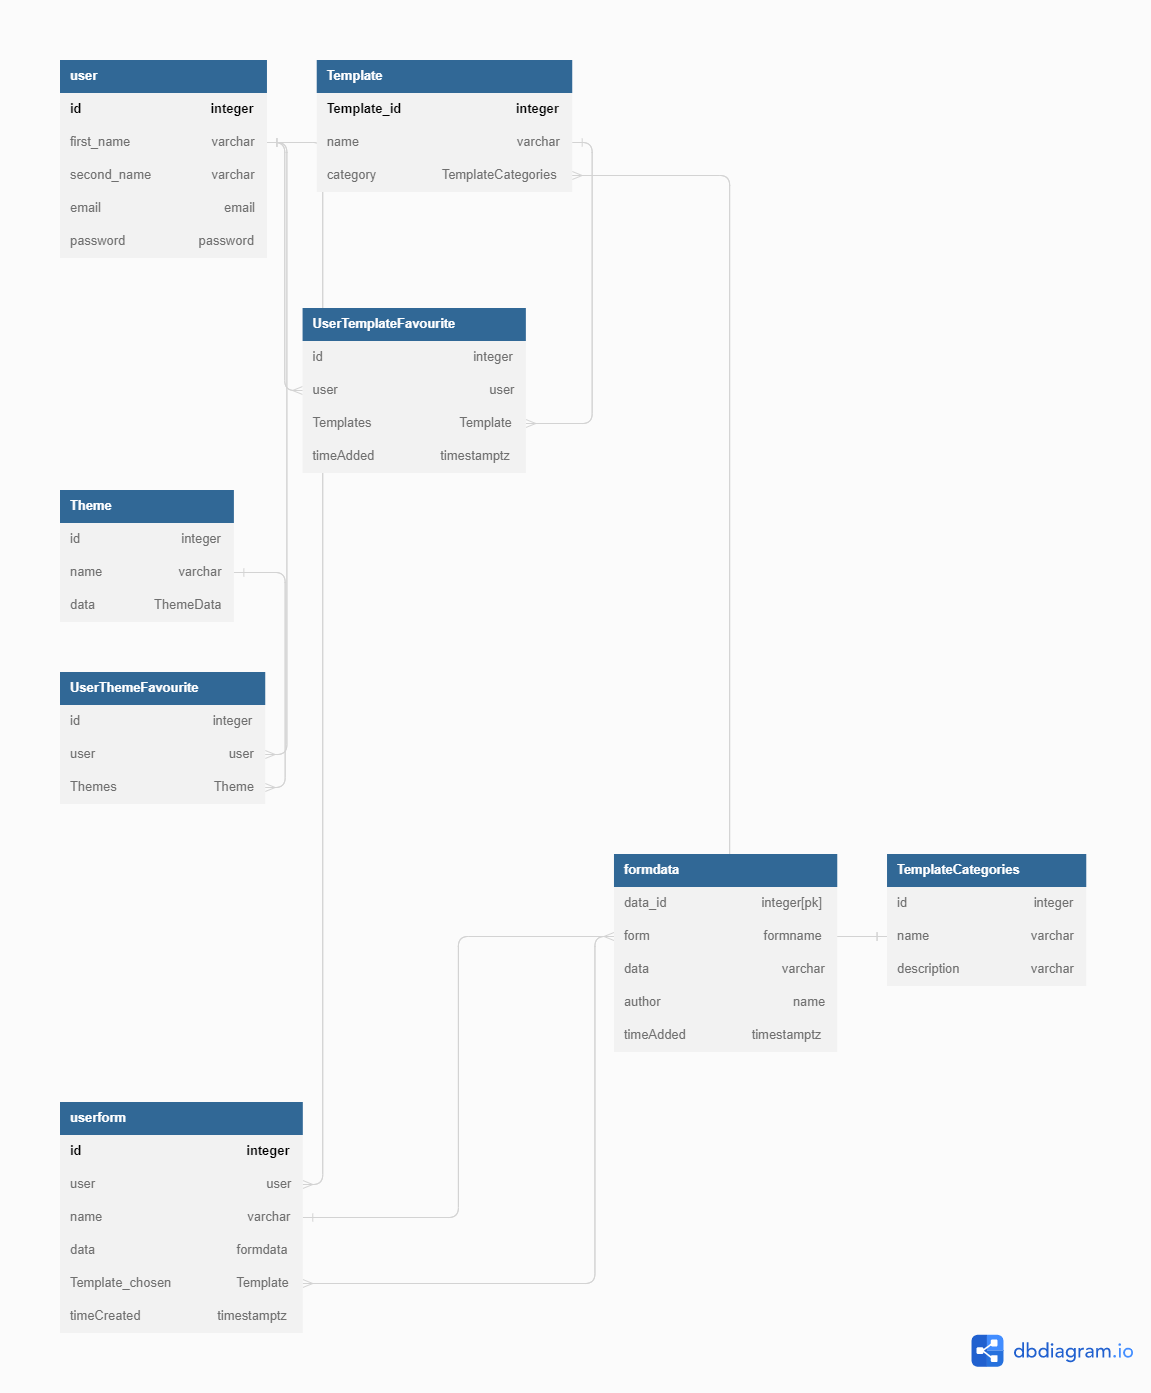 user
id integer
first_name varchar
second_name varchar
email email
password password
Template
Template_id integer
name varchar
category TemplateCategories
UserTemplateFavourite
id integer
user user
Templates Template
timeAdded timestamptz
Theme
id integer
name varchar
data ThemeData
UserThemeFavourite
id integer
user user
Themes Theme
formdata
data_id integer[pk]
form formname
data varchar
author name
timeAdded timestamptz
TemplateCategories
id integer
name varchar
description varchar
userform
id integer
user user
name varchar
data formdata
Template_chosen Template
timeCreated timestamptz
dbdiagram.io